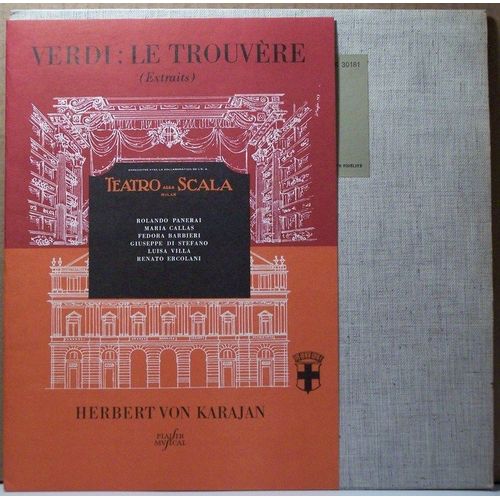 VERDI: LE TROUVÈRE
(Extraits)
30181
TEATRO ALLA SCALA
MILAN
ROLANDO PANERAI
MARIA CALLAS
FEDORA BARBIERI
GIUSEPPE DI STEFANO
LUISA VILLA
RENATO ERCOLANI
HERBERT VON KARAJAN
PLAISIR
MUSICAL